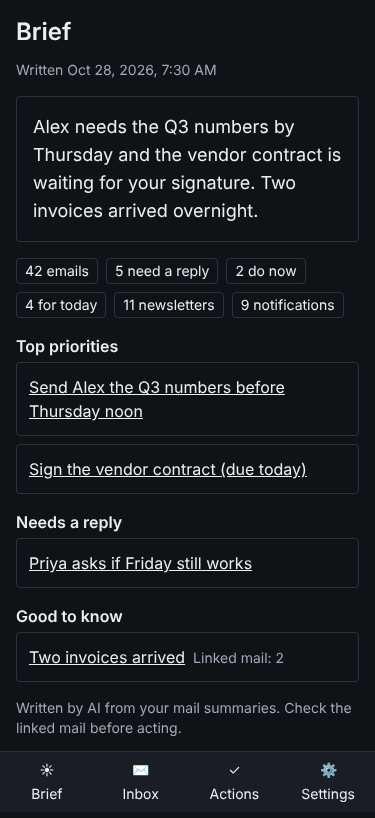 Brief
Written Oct 28, 2026, 7:30 AM
Alex needs the Q3 numbers by
Thursday and the vendor contract is
waiting for your signature. Two
invoices arrived overnight.
42 emails 5 need a reply 2 do now
4 for today 11 newsletters 9 notifications
Top priorities
Send Alex the Q3 numbers before
Thursday noon
Sign the vendor contract (due today)
Needs a reply
Priya asks if Friday still works
Good to know
Two invoices arrived Linked mail: 2
Written by AI from your mail summaries. Check the
linked mail before acting.
Brief Inbox Actions Settings